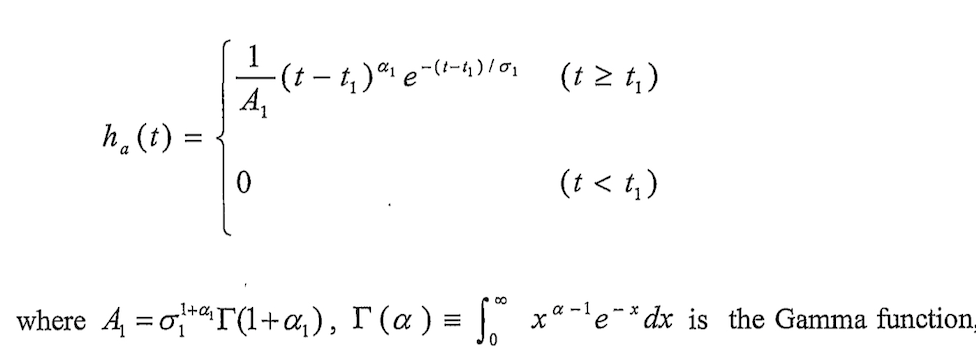 h_a(t) = { 1/A_1 (t − t_1)^{α_1} e^{−(t−t_1)/σ_1} (t ≥ t_1)
0 (t < t_1)
where A_1 = σ_1^{1+α_1}Γ(1+α_1), Γ(α) ≡ ∫_0^∞ x^{α−1}e^{−x}dx is the Gamma function,